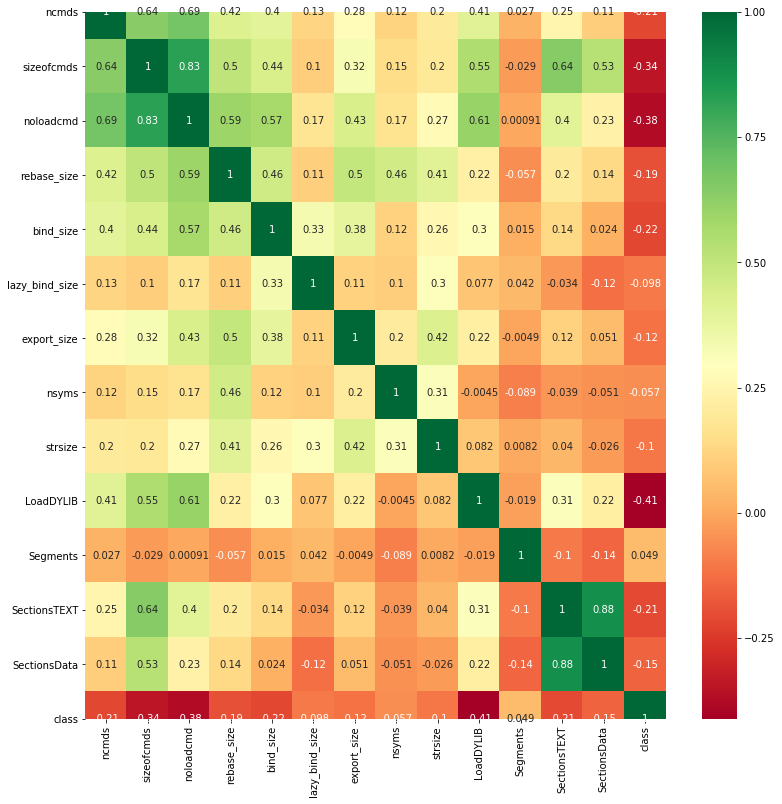 ncmds 1 0.64 0.69 0.42 0.4 0.13 0.28 0.12 0.2 0.41 0.027 0.25 0.11 -0.21
sizeofcmds 0.64 1 0.83 0.5 0.44 0.1 0.32 0.15 0.2 0.55 -0.029 0.64 0.53 -0.34
noloadcmd 0.69 0.83 1 0.59 0.57 0.17 0.43 0.17 0.27 0.61 0.00091 0.4 0.23 -0.38
rebase_size 0.42 0.5 0.59 1 0.46 0.11 0.5 0.46 0.41 0.22 -0.057 0.2 0.14 -0.19
bind_size 0.4 0.44 0.57 0.46 1 0.33 0.38 0.12 0.26 0.3 0.015 0.14 0.024 -0.22
lazy_bind_size 0.13 0.1 0.17 0.11 0.33 1 0.11 0.1 0.3 0.077 0.042 -0.034 -0.12 -0.098
export_size 0.28 0.32 0.43 0.5 0.38 0.11 1 0.2 0.42 0.22 -0.0049 0.12 0.051 -0.12
nsyms 0.12 0.15 0.17 0.46 0.12 0.1 0.2 1 0.31 -0.0045 -0.089 -0.039 -0.051 -0.057
strsize 0.2 0.2 0.27 0.41 0.26 0.3 0.42 0.31 1 0.082 0.0082 0.04 -0.026 -0.1
LoadDYLIB 0.41 0.55 0.61 0.22 0.3 0.077 0.22 -0.0045 0.082 1 -0.019 0.31 0.22 -0.41
Segments 0.027 -0.029 0.00091 -0.057 0.015 0.042 -0.0049 -0.089 0.0082 -0.019 1 -0.1 -0.14 0.049
SectionsTEXT 0.25 0.64 0.4 0.2 0.14 -0.034 0.12 -0.039 0.04 0.31 -0.1 1 0.88 -0.21
SectionsData 0.11 0.53 0.23 0.14 0.024 -0.12 0.051 -0.051 -0.026 0.22 -0.14 0.88 1 -0.15
class -0.21 -0.34 -0.38 -0.19 -0.22 -0.098 -0.12 -0.057 -0.1 -0.41 0.049 -0.21 -0.15 1
ncmds
sizeofcmds
noloadcmd
rebase_size
bind_size
lazy_bind_size
export_size
nsyms
strsize
LoadDYLIB
Segments
SectionsTEXT
SectionsData
class
1.00
0.75
0.50
0.25
0.00
−0.25